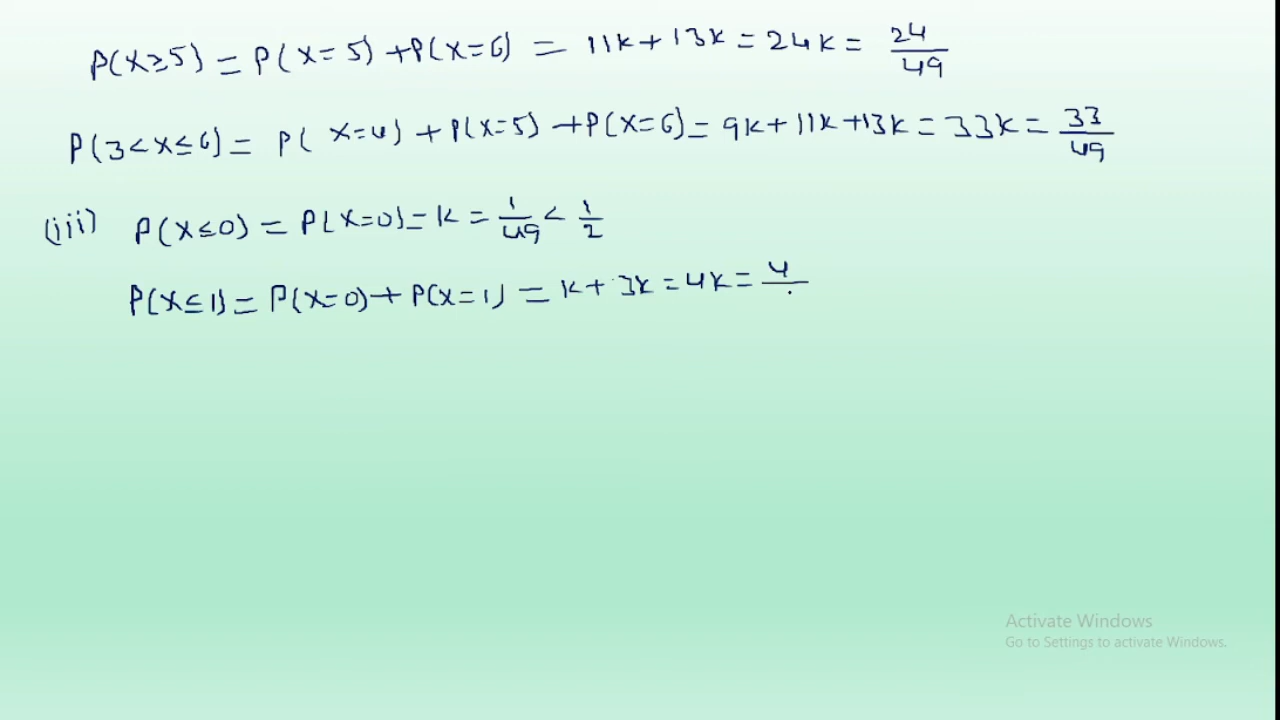 P(X≥5) = P(X=5) + P(X=6) = 11k + 13k = 24k = 24/49
P(3<X≤6) = P(X=4) + P(X=5) + P(X=6) = 9k + 11k + 13k = 33k = 33/49
(iii) P(X≤0) = P(X=0) = k = 1/49 < 1/2
P(X≤1) = P(X=0) + P(X=1) = k + 3k = 4k = 4/
Activate Windows
Go to Settings to activate Windows.